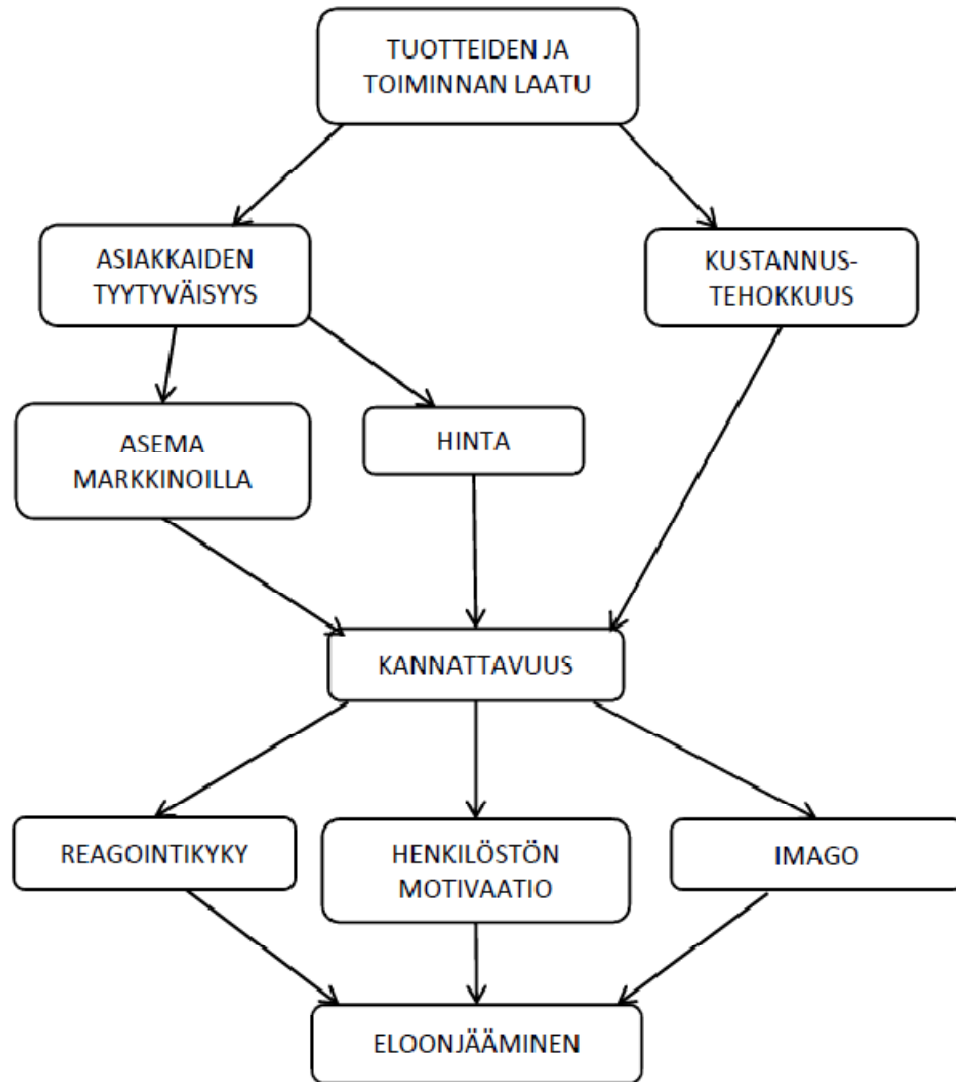 TUOTTEIDEN JA
TOIMINNAN LAATU
ASIAKKAIDEN
TYYTYVÄISYYS
KUSTANNUS-
TEHOKKUUS
ASEMA
MARKKINOILLA
HINTA
KANNATTAVUUS
REAGOINTIKYKY
HENKILÖSTÖN
MOTIVAATIO
IMAGO
ELOONJÄÄMINEN